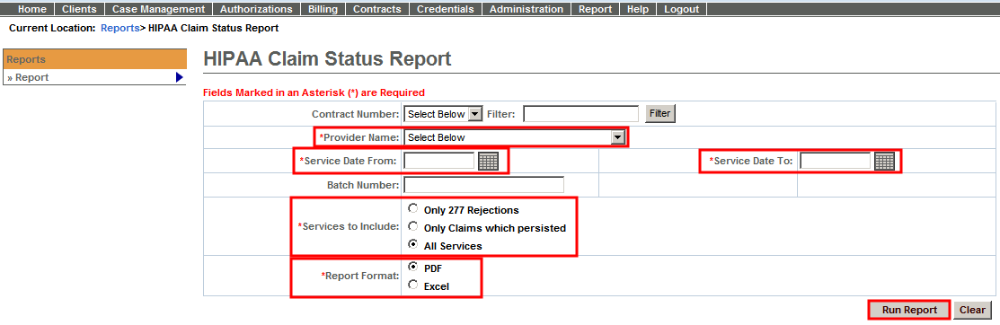 Home Clients Case Management Authorizations Billing Contracts Credentials Administration Report Help Logout
Current Location: Reports> HIPAA Claim Status Report
Reports
» Report
HIPAA Claim Status Report
Fields Marked in an Asterisk (*) are Required
Contract Number: Select Below Filter: Filter
*Provider Name: Select Below
*Service Date From: *Service Date To:
Batch Number:
*Services to Include:
Only 277 Rejections
Only Claims which persisted
All Services
*Report Format:
PDF
Excel
Run Report Clear